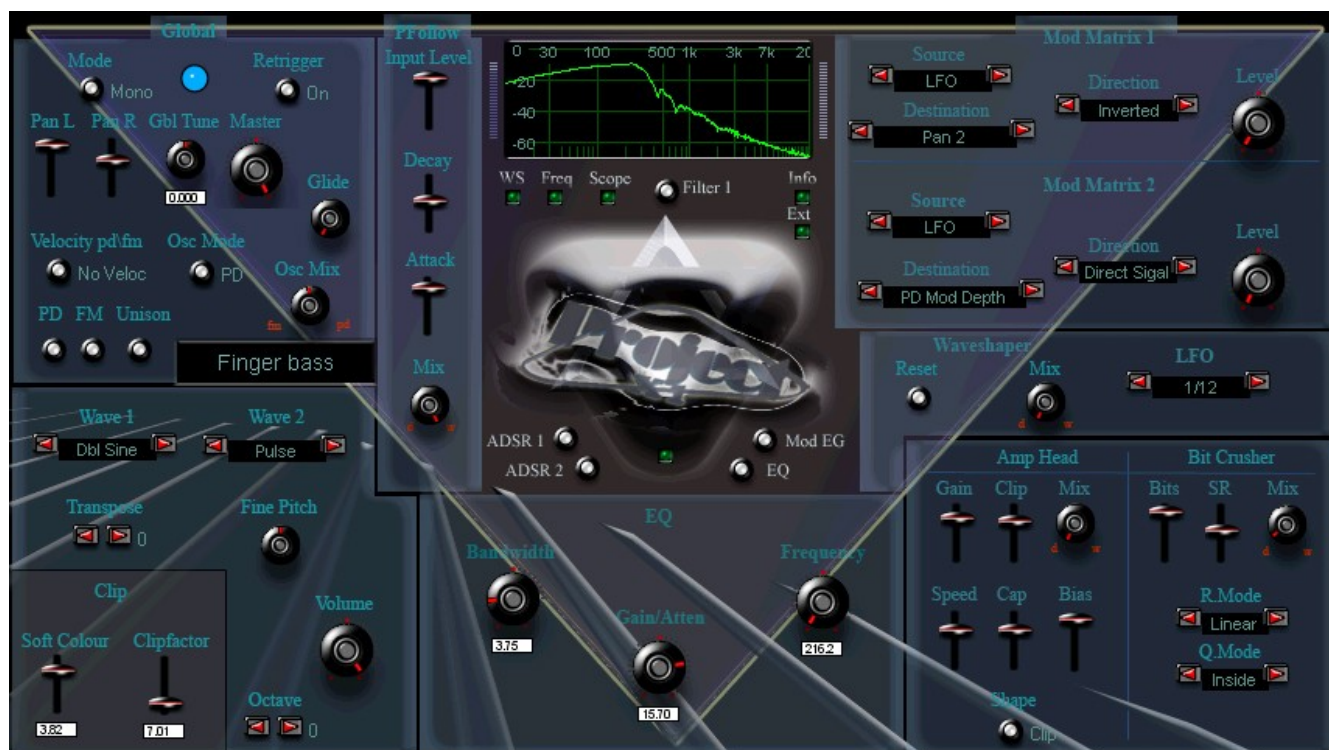 Global
Mode
Retrigger
Mono
On
Pan L Pan R Gbl Tune Master
0.000
Glide
Velocity pd\fm Osc Mode
No Veloc PD
Osc Mix
fm pd
PD FM Unison
Finger bass
PFollow
Input Level
Decay
Attack
Mix
d w
0 30 100 500 1k 3k 7k 20
-20
-40
-60
WS Freq Scope Filter 1 Info
Ext
Project
ADSR 1 Mod EG
ADSR 2 EQ
Mod Matrix 1
Source
LFO
Direction
Inverted
Level
Destination
Pan 2
Mod Matrix 2
Source
LFO
Direction
Direct Sigal
Level
Destination
PD Mod Depth
Waveshaper
Reset
Mix
d w
LFO
1/12
Wave 1 Wave 2
Dbl Sine Pulse
Transpose
0
Fine Pitch
Clip
Soft Colour Clipfactor
3.82 7.01
Volume
Octave
0
EQ
Bandwidth
3.75
Gain/Atten
15.70
Frequency
216.2
Amp Head
Gain Clip Mix
d w
Speed Cap Bias
Shape
Clip
Bit Crusher
Bits SR Mix
d w
R.Mode
Linear
Q.Mode
Inside